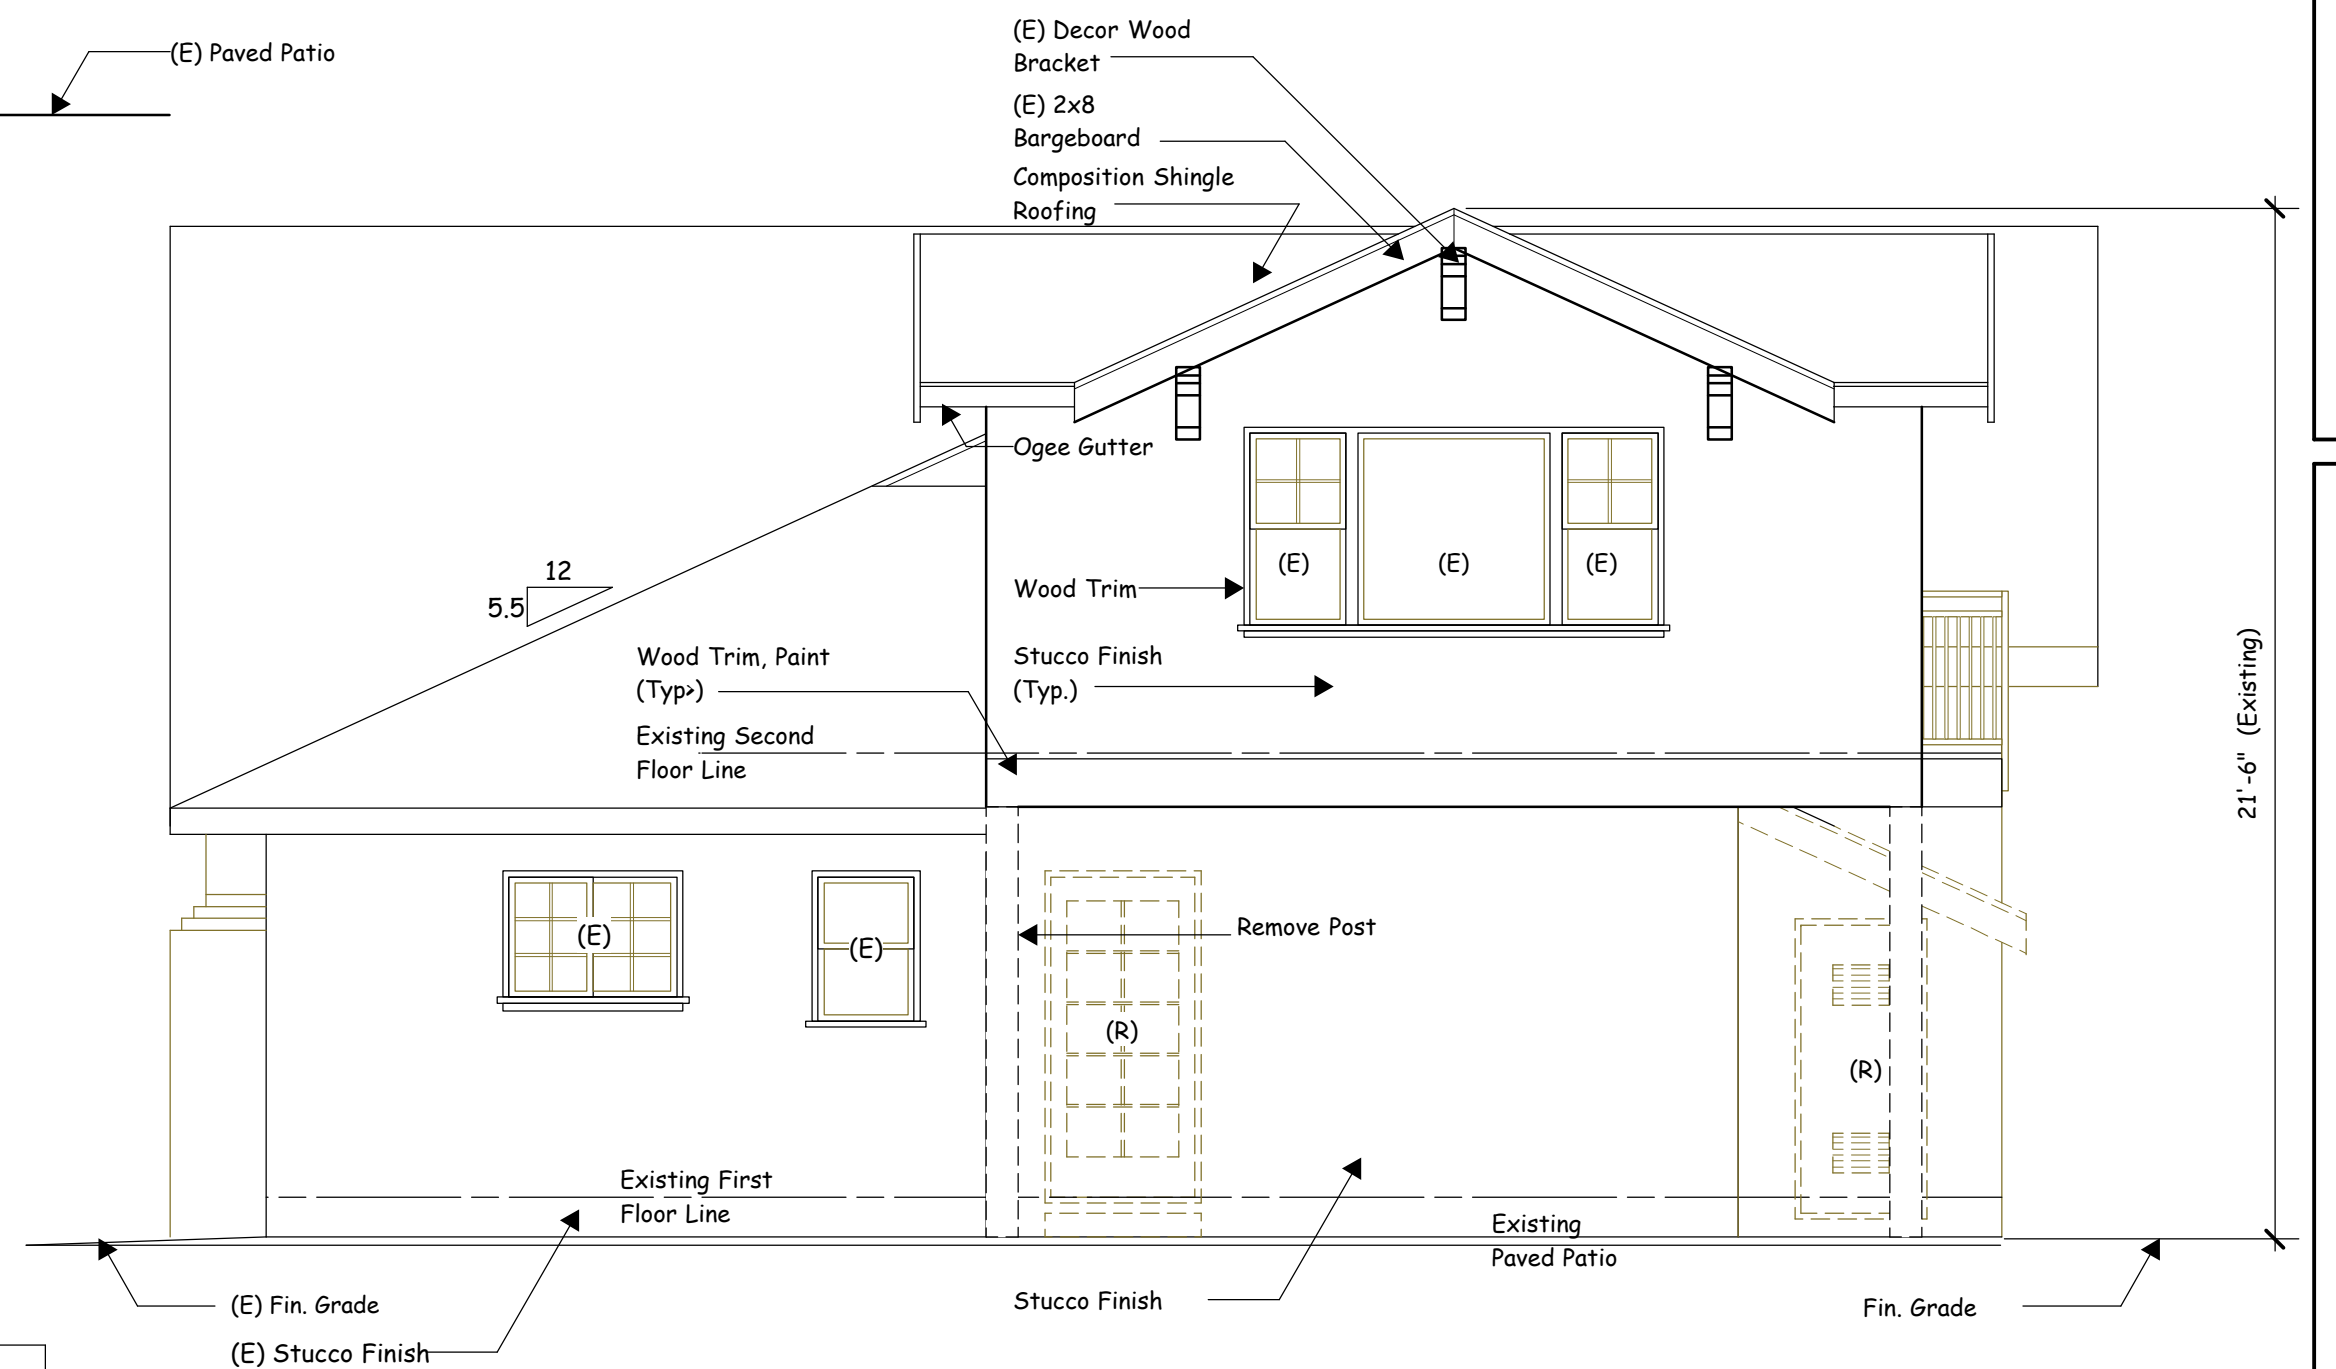 (E) Paved Patio
(E) Decor Wood
Bracket
(E) 2x8
Bargeboard
Composition Shingle
Roofing
Ogee Gutter
12
5.5
(E)
(E)
(E)
Wood Trim
Wood Trim, Paint
(Typ>)
Stucco Finish
(Typ.)
Existing Second
Floor Line
21'-6" (Existing)
(E)
(E)
Remove Post
(R)
(R)
Existing First
Floor Line
Existing
Paved Patio
(E) Fin. Grade
Stucco Finish
Fin. Grade
(E) Stucco Finish